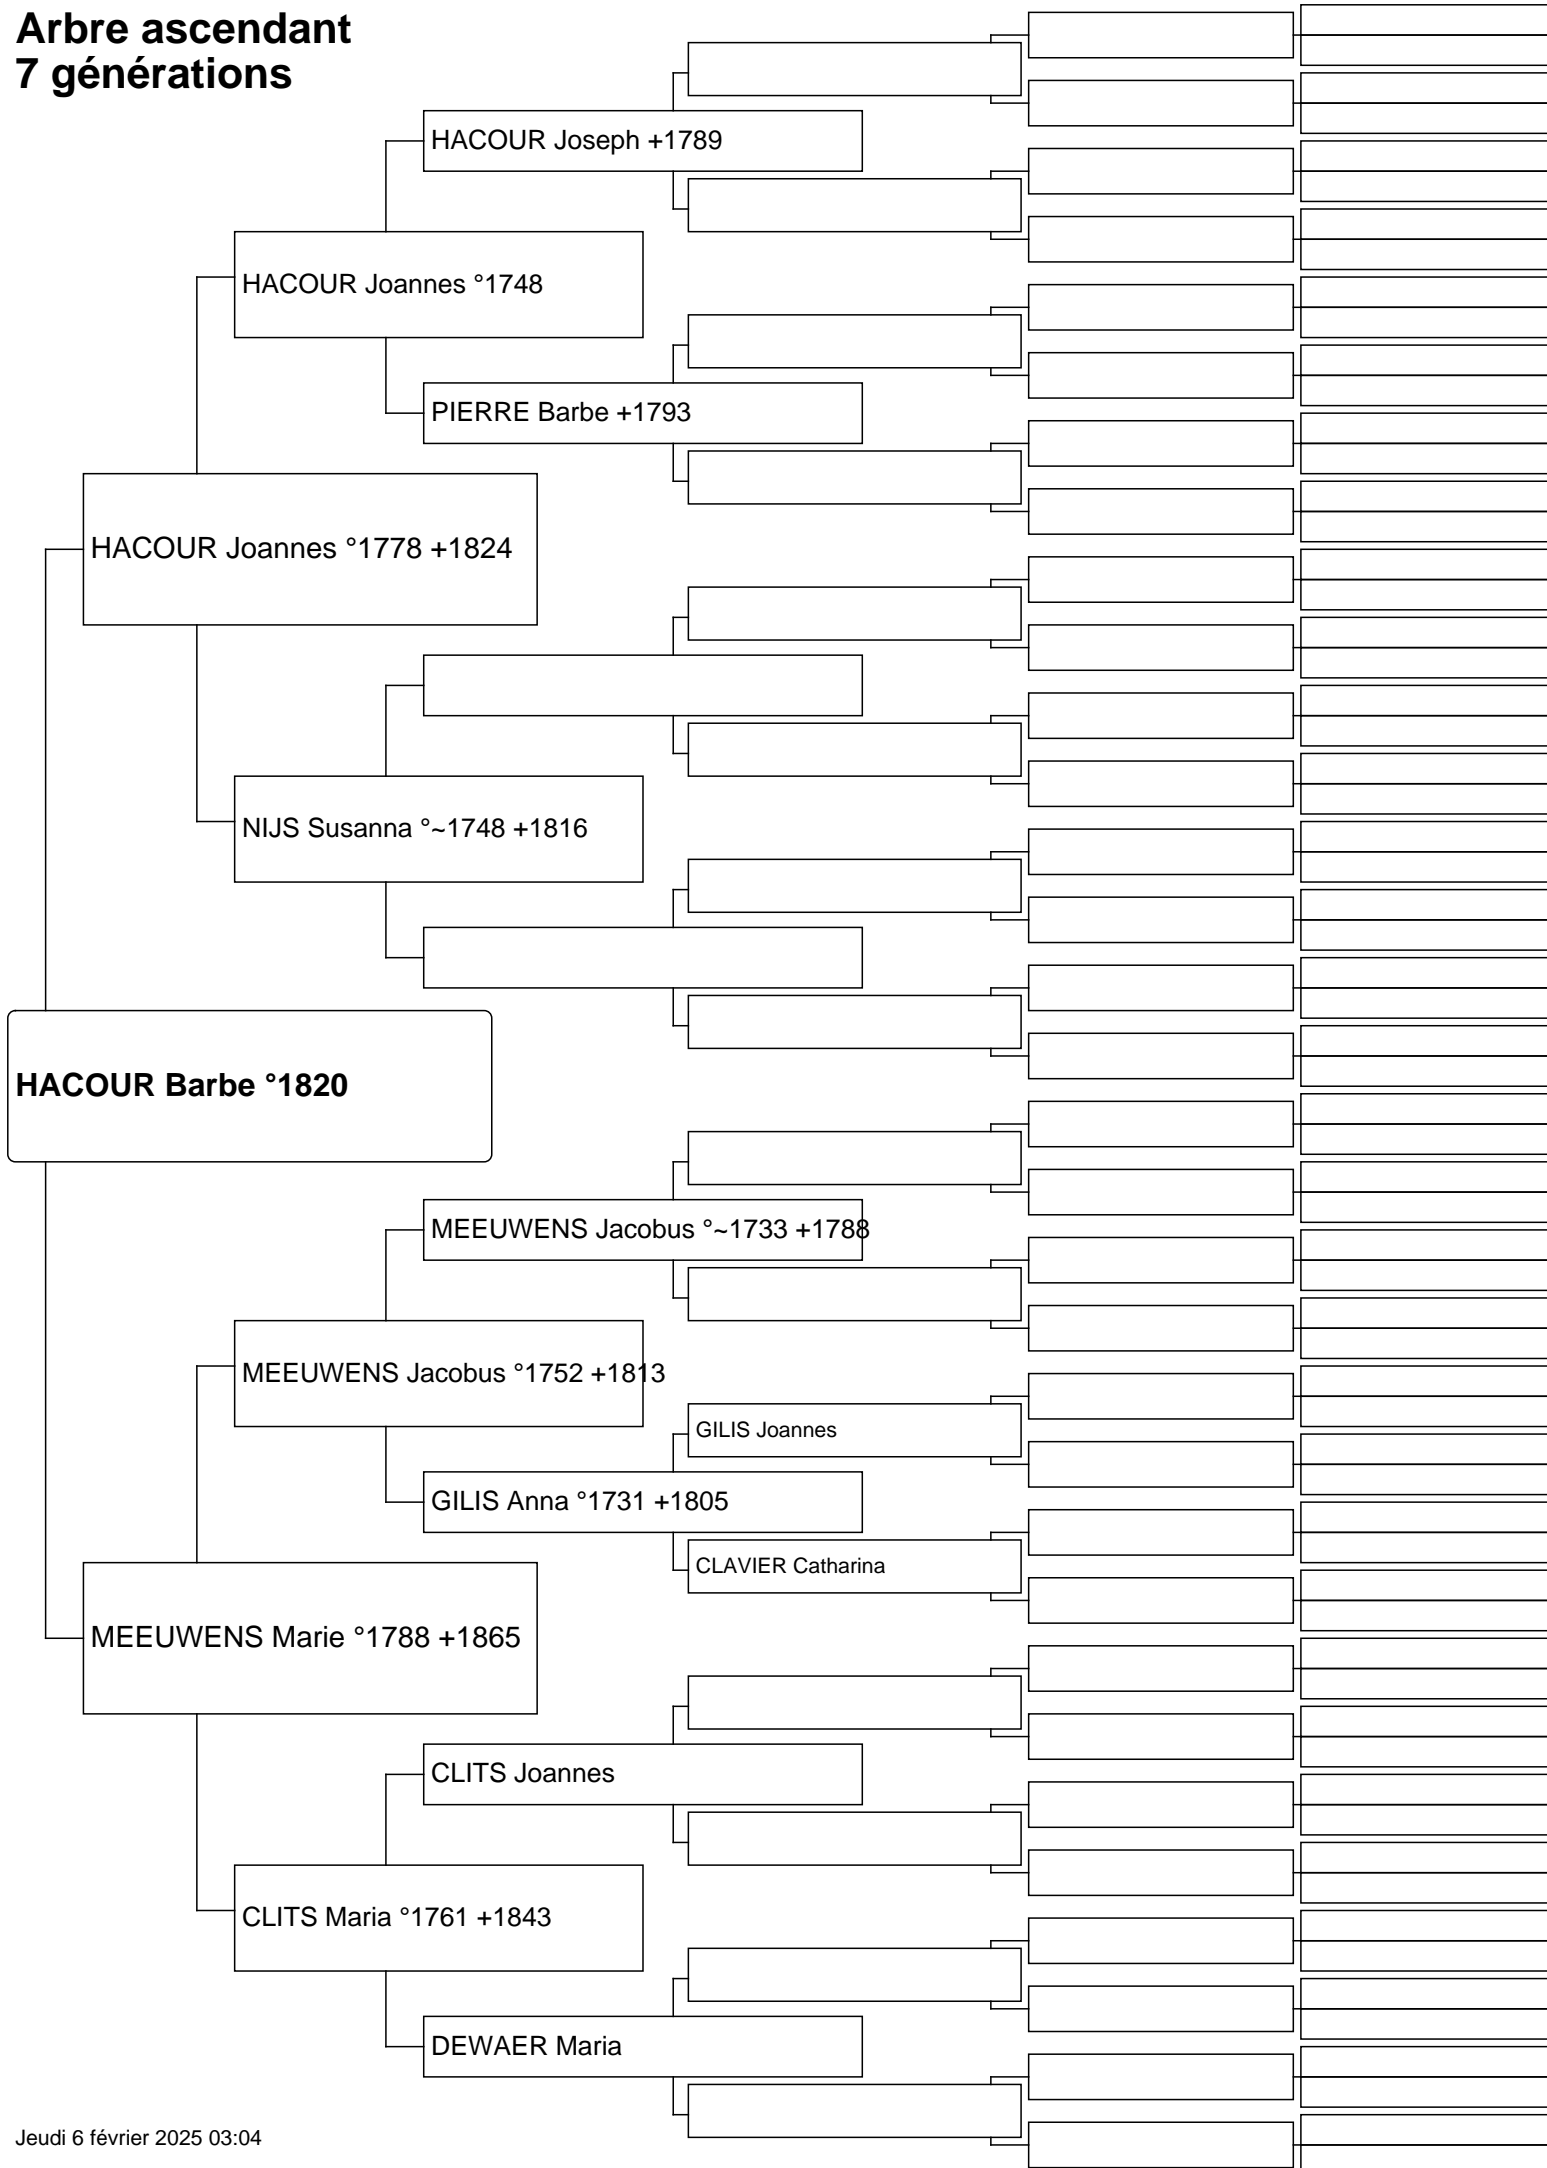 Arbre ascendant
7 générations
HACOUR Joseph +1789
HACOUR Joannes °1748
PIERRE Barbe +1793
HACOUR Joannes °1778 +1824
NIJS Susanna °~1748 +1816
HACOUR Barbe °1820
MEEUWENS Jacobus °~1733 +1788
MEEUWENS Jacobus °1752 +1813
GILIS Joannes
GILIS Anna °1731 +1805
CLAVIER Catharina
MEEUWENS Marie °1788 +1865
CLITS Joannes
CLITS Maria °1761 +1843
DEWAER Maria
Jeudi 6 février 2025 03:04